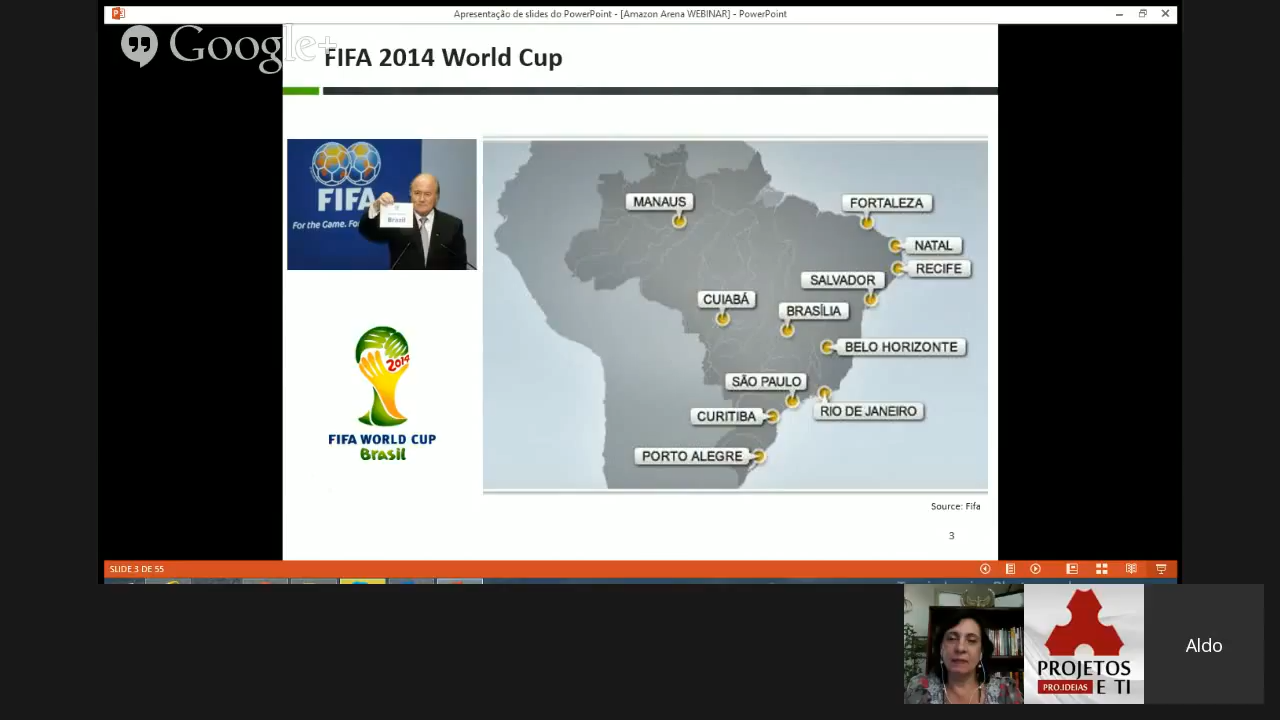 Apresentação de slides do PowerPoint - [Amazon Arena WEBINAR] - PowerPoint
Google+
FIFA 2014 World Cup
FIFA
For the Game. For
Brasil
MANAUS
FORTALEZA
NATAL
RECIFE
SALVADOR
CUIABÁ
BRASÍLIA
BELO HORIZONTE
SÃO PAULO
RIO DE JANEIRO
CURITIBA
PORTO ALEGRE
2014
FIFA WORLD CUP
Brasil
Source: Fifa
3
SLIDE 3 DE 55
PROJETOS
PRO.IDEIAS E TI
Aldo